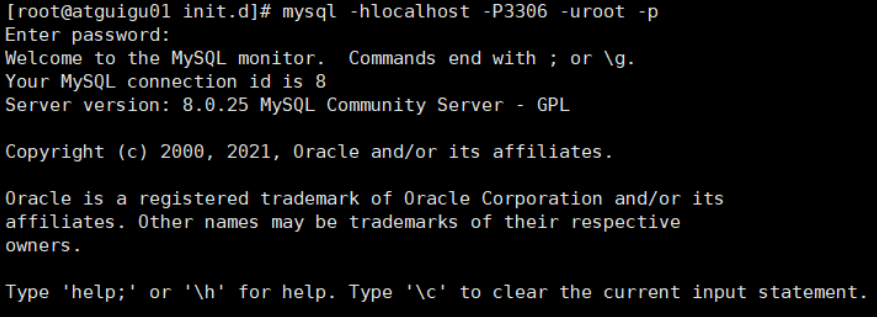 [root@atguigu01 init.d]# mysql -hlocalhost -P3306 -uroot -p
Enter password:
Welcome to the MySQL monitor.  Commands end with ; or \g.
Your MySQL connection id is 8
Server version: 8.0.25 MySQL Community Server - GPL
Copyright (c) 2000, 2021, Oracle and/or its affiliates.
Oracle is a registered trademark of Oracle Corporation and/or its
affiliates. Other names may be trademarks of their respective
owners.
Type 'help;' or '\h' for help. Type '\c' to clear the current input statement.